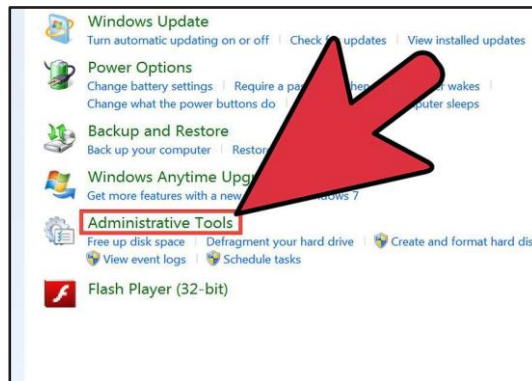 Windows Update
Turn automatic updating on or off Check for updates View installed updates
Power Options
Change battery settings Require a wakes
Change what the power buttons do sleeps
Backup and Restore
Back up your computer
Windows Anytime
Get more features with a new 7
Administrative Tools
Free up disk space Defragment your hard drive Create and format hard
View event logs Schedule tasks
Flash Player (32-bit)